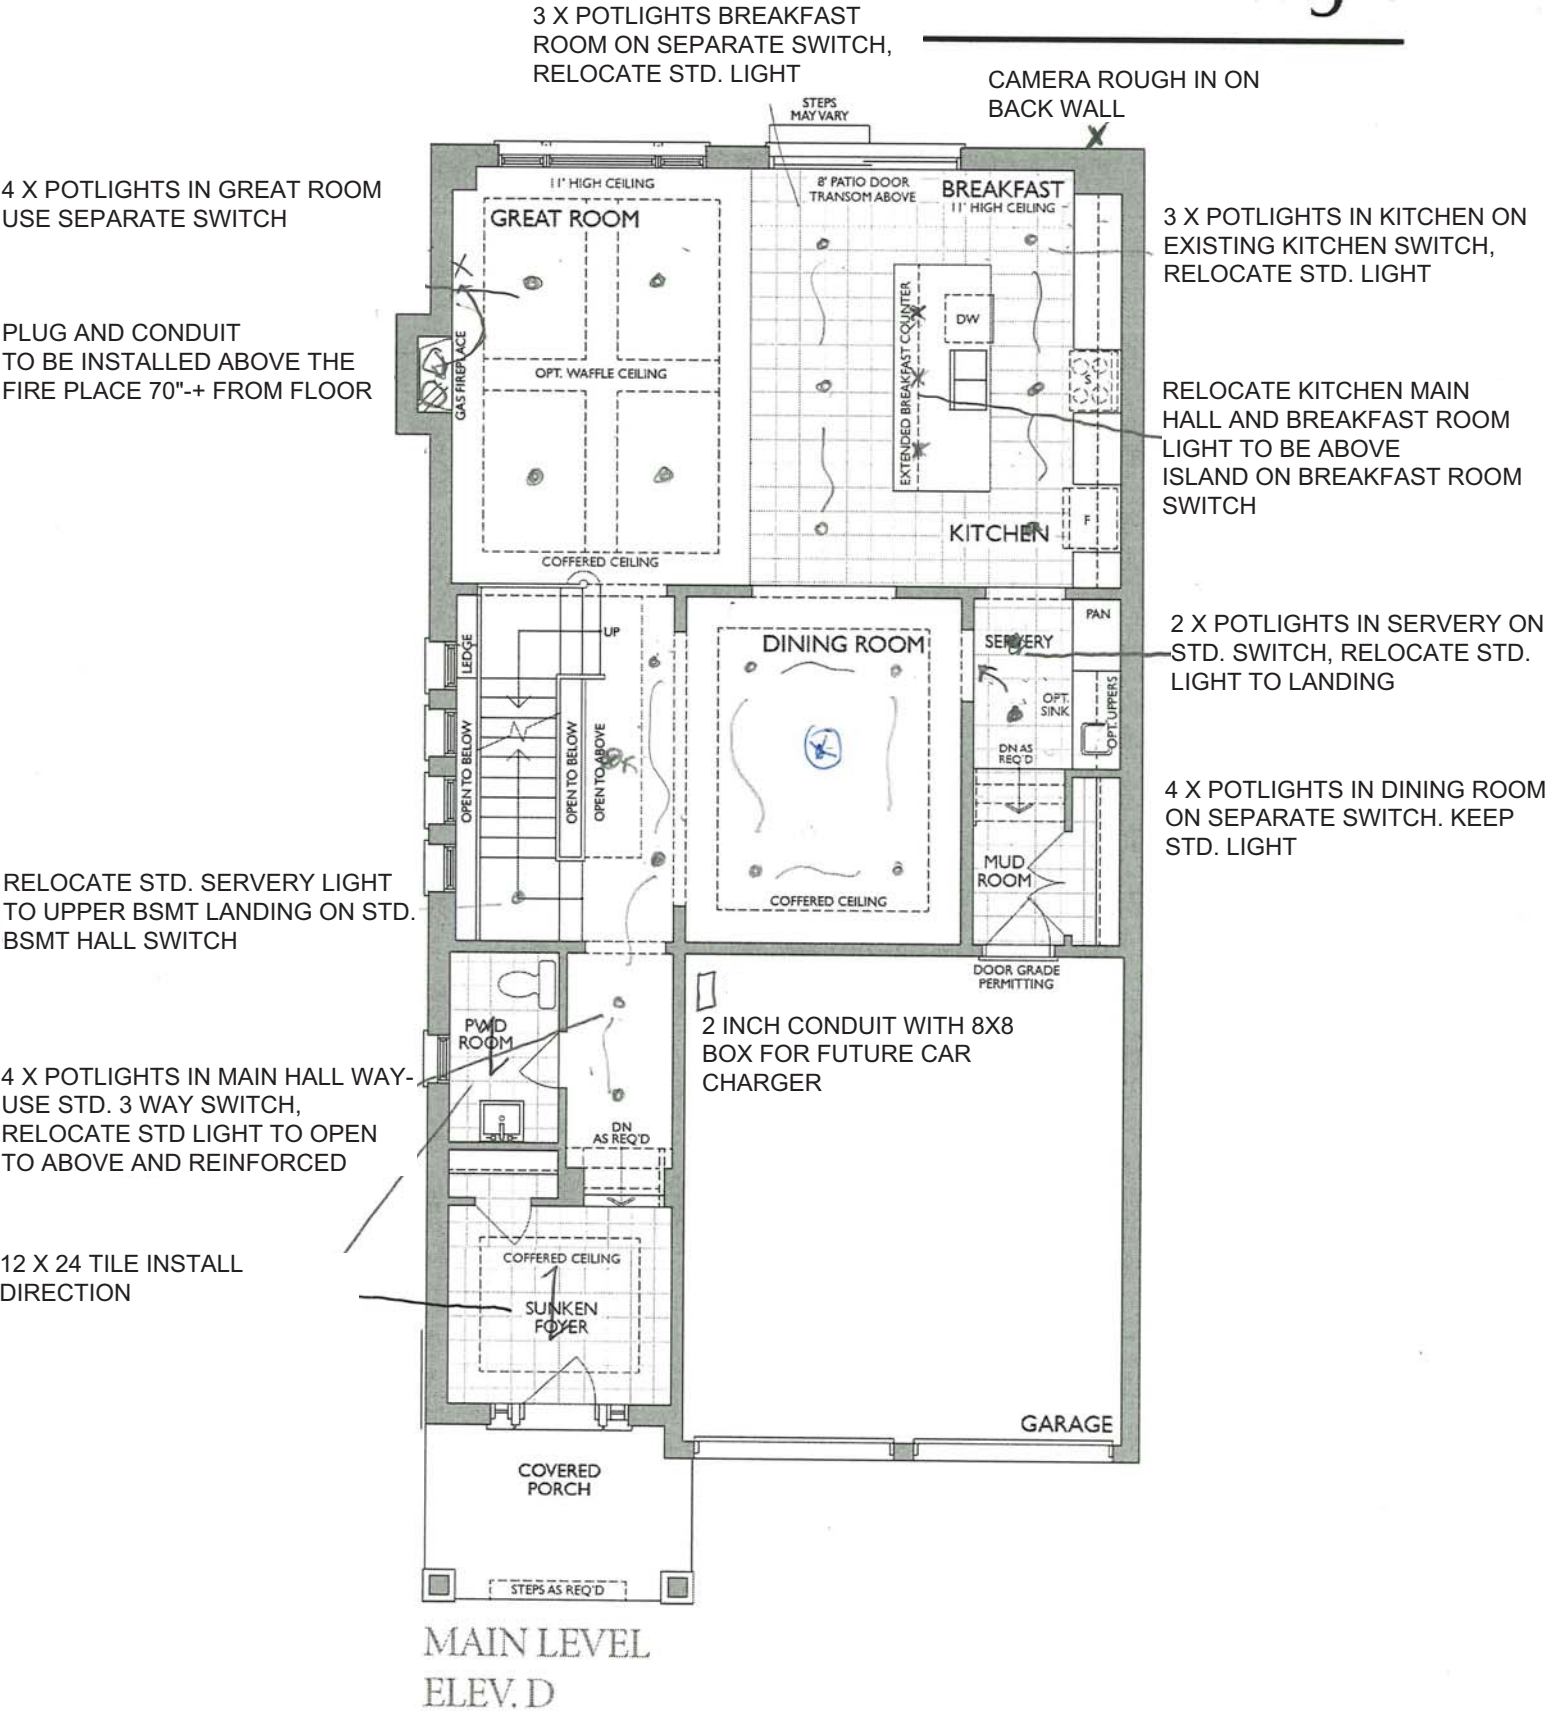 3 X POTLIGHTS BREAKFAST
ROOM ON SEPARATE SWITCH,
RELOCATE STD. LIGHT
CAMERA ROUGH IN ON
BACK WALL
STEPS
MAY VARY
4 X POTLIGHTS IN GREAT ROOM
USE SEPARATE SWITCH
11' HIGH CEILING
GREAT ROOM
8' PATIO DOOR
TRANSOM ABOVE
BREAKFAST
11' HIGH CEILING
3 X POTLIGHTS IN KITCHEN ON
EXISTING KITCHEN SWITCH,
RELOCATE STD. LIGHT
PLUG AND CONDUIT
TO BE INSTALLED ABOVE THE
FIRE PLACE 70"-+ FROM FLOOR
GAS FIREPLACE
OPT. WAFFLE CEILING
EXTENDED BREAKFAST COUNTER
DW
S
RELOCATE KITCHEN MAIN
HALL AND BREAKFAST ROOM
LIGHT TO BE ABOVE
ISLAND ON BREAKFAST ROOM
SWITCH
COFFERED CEILING
KITCHEN
F
LEDGE
UP
DINING ROOM
SERVERY
PAN
2 X POTLIGHTS IN SERVERY ON
STD. SWITCH, RELOCATE STD.
LIGHT TO LANDING
OPEN TO BELOW
OPEN TO BELOW
OPEN TO ABOVE
OPT.
SINK
OPT. UPPERS
DN AS
REQ'D
4 X POTLIGHTS IN DINING ROOM
ON SEPARATE SWITCH. KEEP
STD. LIGHT
MUD
ROOM
COFFERED CEILING
RELOCATE STD. SERVERY LIGHT
TO UPPER BSMT LANDING ON STD.
BSMT HALL SWITCH
DOOR GRADE
PERMITTING
PWD
ROOM
2 INCH CONDUIT WITH 8X8
BOX FOR FUTURE CAR
CHARGER
4 X POTLIGHTS IN MAIN HALL WAY-
USE STD. 3 WAY SWITCH,
RELOCATE STD LIGHT TO OPEN
TO ABOVE AND REINFORCED
DN
AS REQ'D
12 X 24 TILE INSTALL
DIRECTION
COFFERED CEILING
SUNKEN
FOYER
GARAGE
COVERED
PORCH
STEPS AS REQ'D
MAIN LEVEL
ELEV. D